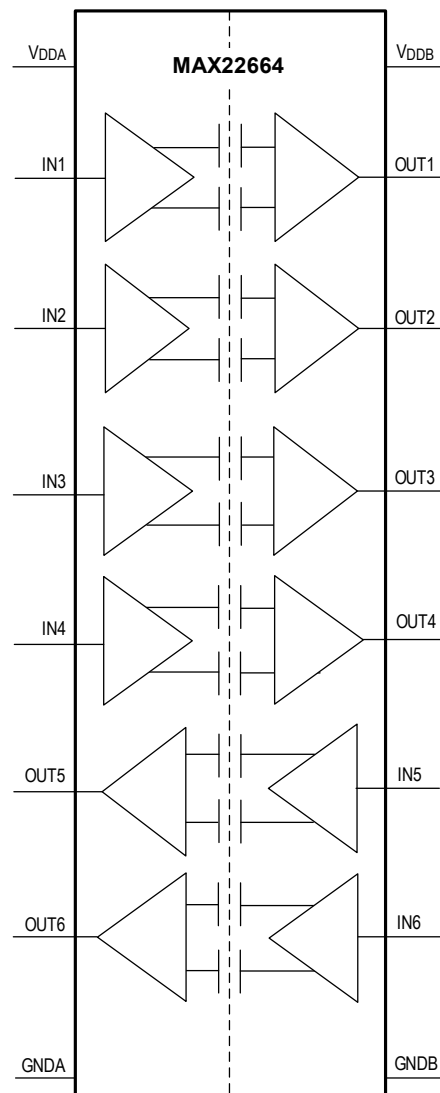 VDDA
VDDB
MAX22664
IN1
OUT1
IN2
OUT2
IN3
OUT3
IN4
OUT4
OUT5
IN5
OUT6
IN6
GNDA
GNDB